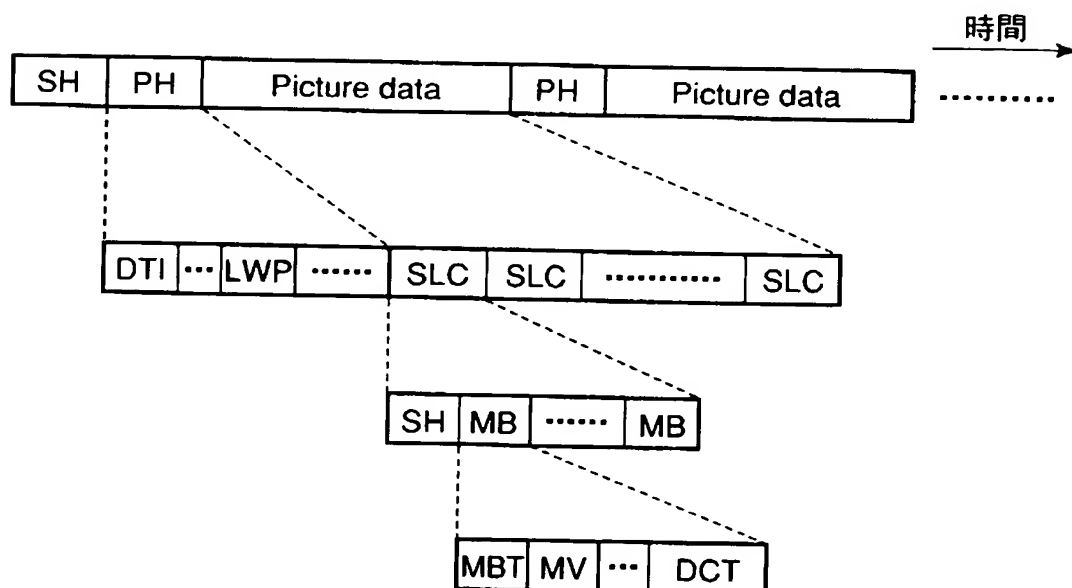 時間
SH PH Picture data PH Picture data ............
DTI ... LWP ...... SLC SLC ............ SLC
SH MB ...... MB
MBT MV ... DCT